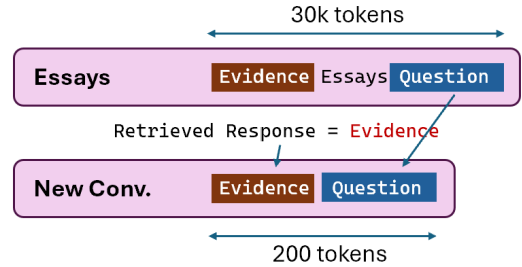 30k tokens
Essays Evidence Essays Question
Retrieved Response = Evidence
New Conv. Evidence Question
200 tokens